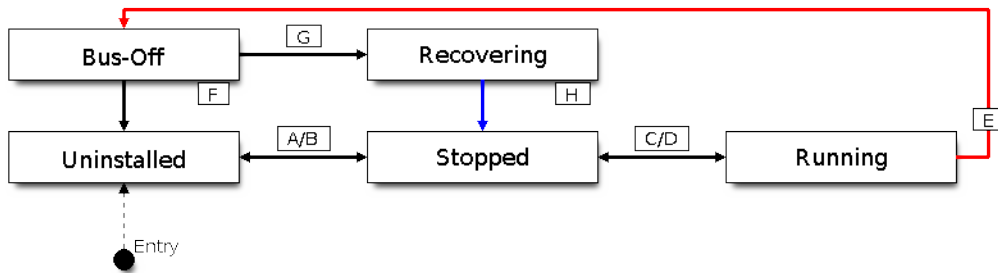 Bus-Off
G
Recovering
F
H
E
Uninstalled
A/B
Stopped
C/D
Running
Entry